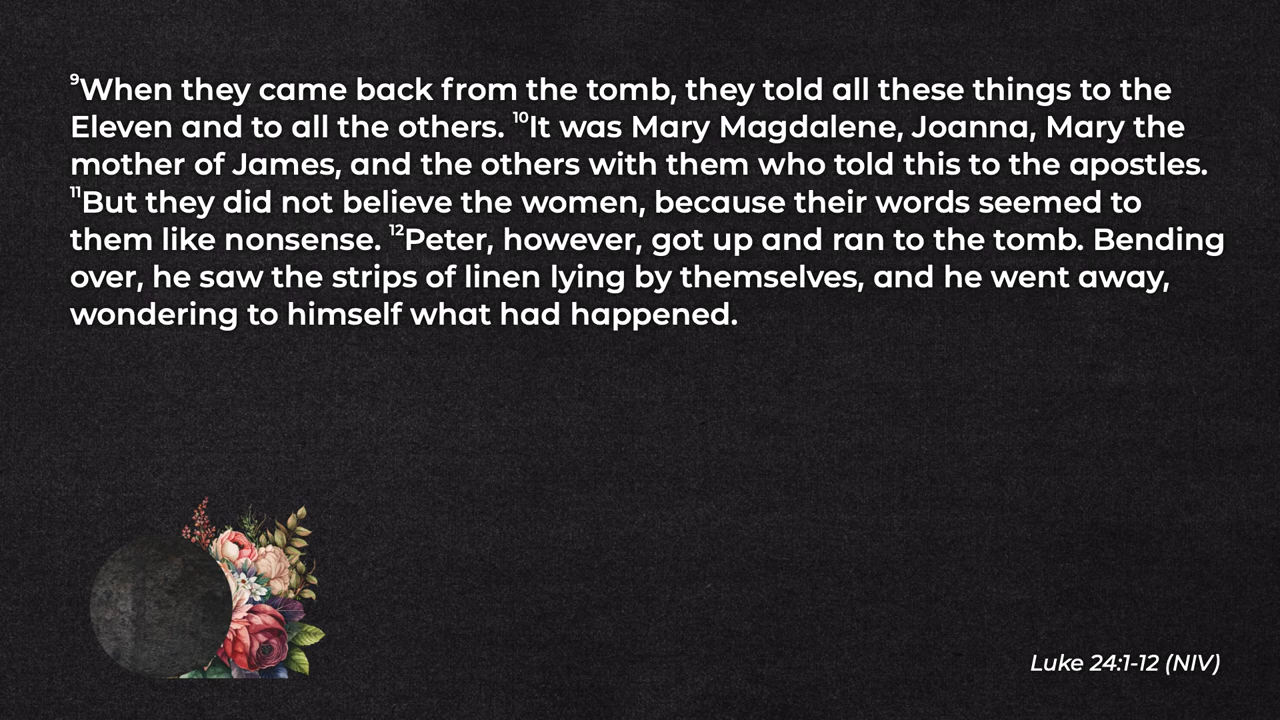 ⁹When they came back from the tomb, they told all these things to the
Eleven and to all the others. ¹⁰It was Mary Magdalene, Joanna, Mary the
mother of James, and the others with them who told this to the apostles.
¹¹But they did not believe the women, because their words seemed to
them like nonsense. ¹²Peter, however, got up and ran to the tomb. Bending
over, he saw the strips of linen lying by themselves, and he went away,
wondering to himself what had happened.
Luke 24:1-12 (NIV)